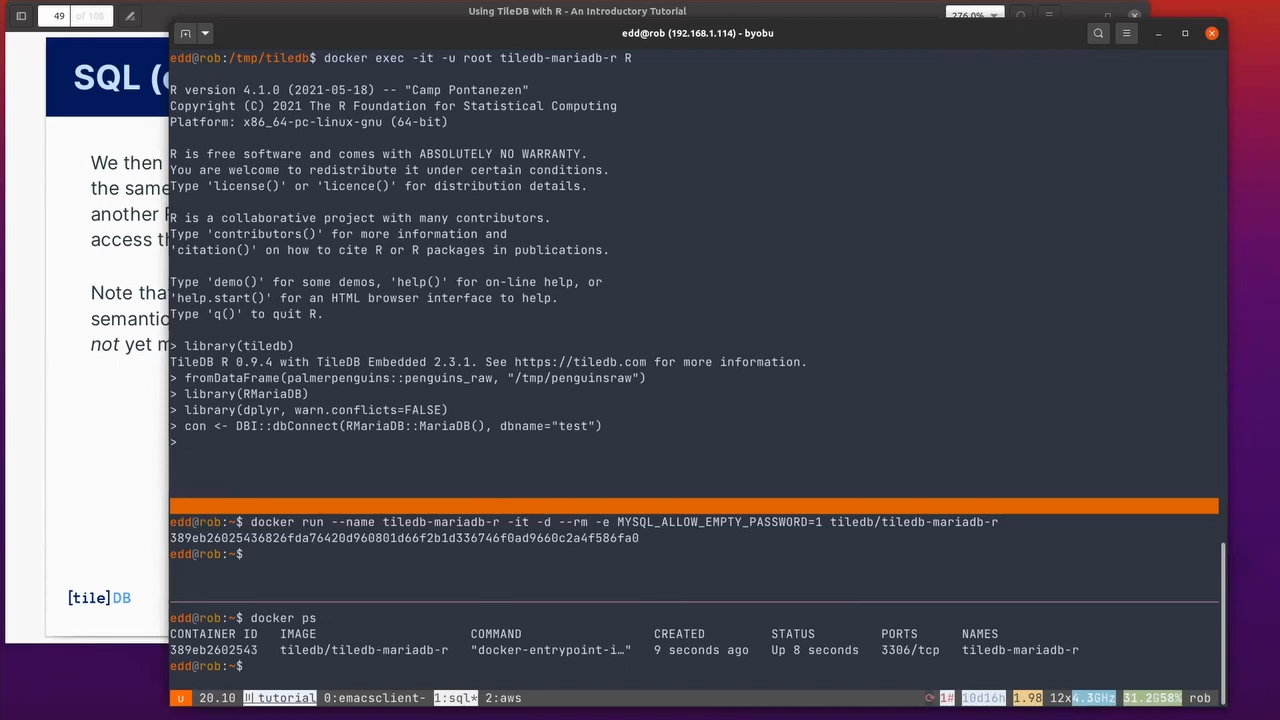 49 of 108
Using TileDB with R - An Introductory Tutorial
276.0%
edd@rob (192.168.1.114) - byobu
SQL (
We then
the same
another
access th
Note tha
semantic
not yet m
[tile]DB
edd@rob:/tmp/tiledb$ docker exec -it -u root tiledb-mariadb-r R
R version 4.1.0 (2021-05-18) -- "Camp Pontanezen"
Copyright (C) 2021 The R Foundation for Statistical Computing
Platform: x86_64-pc-linux-gnu (64-bit)
R is free software and comes with ABSOLUTELY NO WARRANTY.
You are welcome to redistribute it under certain conditions.
Type 'license()' or 'licence()' for distribution details.
R is a collaborative project with many contributors.
Type 'contributors()' for more information and
'citation()' on how to cite R or R packages in publications.
Type 'demo()' for some demos, 'help()' for on-line help, or
'help.start()' for an HTML browser interface to help.
Type 'q()' to quit R.
> library(tiledb)
TileDB R 0.9.4 with TileDB Embedded 2.3.1. See https://tiledb.com for more information.
> fromDataFrame(palmerpenguins::penguins_raw, "/tmp/penguinsraw")
> library(RMariaDB)
> library(dplyr, warn.conflicts=FALSE)
> con <- DBI::dbConnect(RMariaDB::MariaDB(), dbname="test")
>
edd@rob:~$ docker run --name tiledb-mariadb-r -it -d --rm -e MYSQL_ALLOW_EMPTY_PASSWORD=1 tiledb/tiledb-mariadb-r
389eb26025436826fda76420d960801d66f2b1d336746f0ad9660c2a4f586fa0
edd@rob:~$
edd@rob:~$ docker ps
CONTAINER ID IMAGE COMMAND CREATED STATUS PORTS NAMES
389eb2602543 tiledb/tiledb-mariadb-r "docker-entrypoint-i…" 9 seconds ago Up 8 seconds 3306/tcp tiledb-mariadb-r
edd@rob:~$
u 20.10 tutorial 0:emacsclient- 1:sql* 2:aws 1# 10d16h 1.98 12x4.3GHz 31.2G58% rob